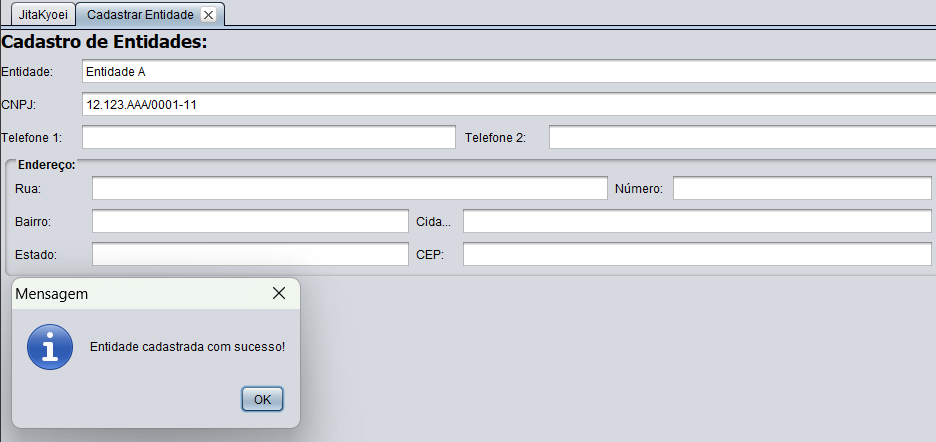 JitaKyoei Cadastrar Entidade
Cadastro de Entidades:
Entidade: Entidade A
CNPJ: 12.123.AAA/0001-11
Telefone 1: Telefone 2:
Endereço:
Rua: Número:
Bairro: Cida...
Estado: CEP:
Mensagem
Entidade cadastrada com sucesso!
OK